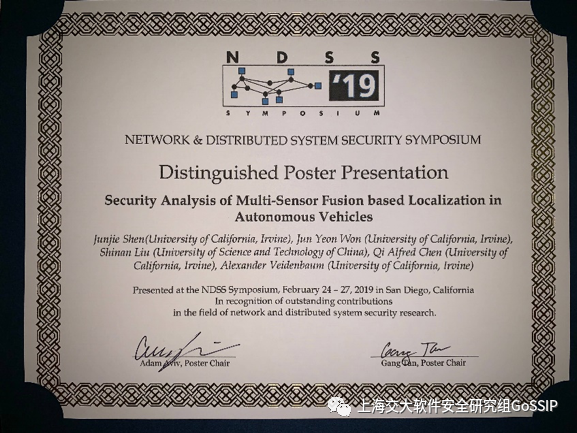 N D S S
'19
SYMPOSIUM
NETWORK & DISTRIBUTED SYSTEM SECURITY SYMPOSIUM
Distinguished Poster Presentation
Security Analysis of Multi-Sensor Fusion based Localization in
Autonomous Vehicles
Junjie Shen(University of California, Irvine), Jun Yeon Won (University of California, Irvine),
Shinan Liu (University of Science and Technology of China), Qi Alfred Chen (University of
California, Irvine), Alexander Veidenbaum (University of California, Irvine)
Presented at the NDSS Symposium, February 24 – 27, 2019 in San Diego, California
In recognition of outstanding contributions
in the field of network and distributed system security research.
Gang Tan
Adam Aviv, Poster Chair
Gang Tan, Poster Chair
上海交大软件安全研究组GoSSIP